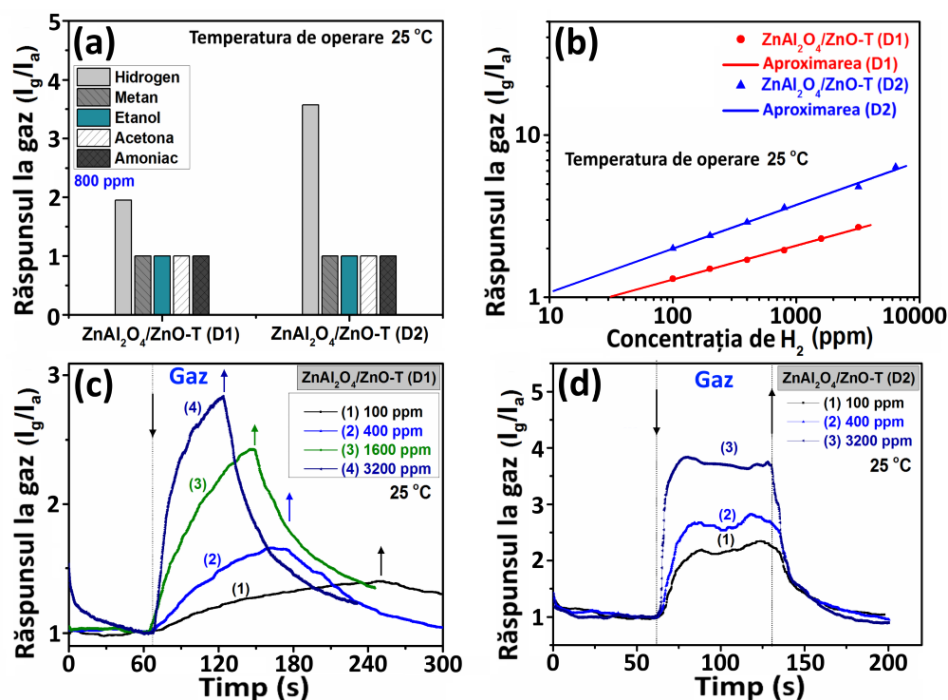 (a)
Temperatura de operare 25 °C
Hidrogen
Metan
Etanol
Acetona
Amoniac
800 ppm
Răspunsul la gaz (Ig/Ia)
5
4
3
2
1
0
ZnAl2O4/ZnO-T (D1)
ZnAl2O4/ZnO-T (D2)
(b)
ZnAl2O4/ZnO-T (D1)
Aproximarea (D1)
ZnAl2O4/ZnO-T (D2)
Aproximarea (D2)
Temperatura de operare 25 °C
Răspunsul la gaz (Ig/Ia)
10
1
10
100
1000
10000
Concentrația de H2 (ppm)
(c)
Gaz
ZnAl2O4/ZnO-T (D1)
(1) 100 ppm
(2) 400 ppm
(3) 1600 ppm
(4) 3200 ppm
25 °C
(4)
(3)
(2)
(1)
Răspunsul la gaz (Ig/Ia)
3
2
1
0
60
120
180
240
300
Timp (s)
(d)
Gaz
ZnAl2O4/ZnO-T (D2)
(1) 100 ppm
(2) 400 ppm
(3) 3200 ppm
25 °C
(3)
(2)
(1)
Răspunsul la gaz (Ig/Ia)
5
4
3
2
1
0
50
100
150
200
Timp (s)